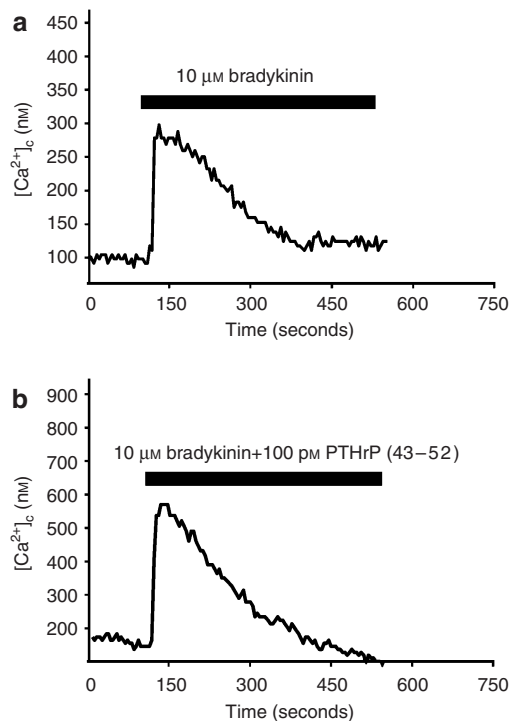 a
450
400
350
300
250
200
150
100
[Ca²⁺]c (nM)
10 μM bradykinin
0 150 300 450 600 750
Time (seconds)
b
900
800
700
600
500
400
300
200
[Ca²⁺]c (nM)
10 μM bradykinin+100 pM PTHrP (43–52)
0 150 300 450 600 750
Time (seconds)